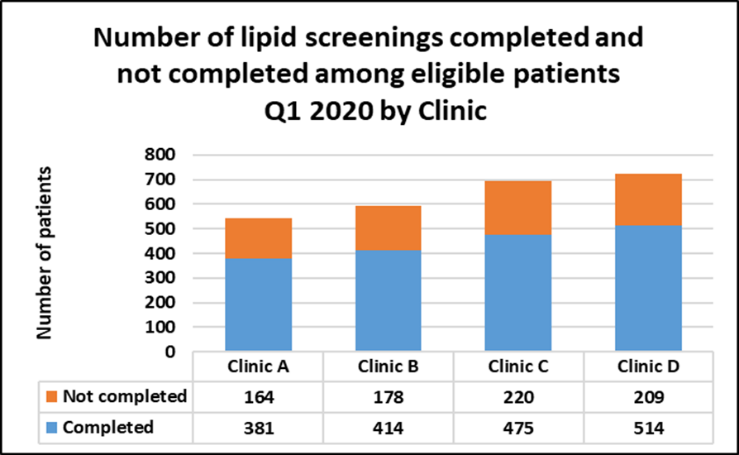 Number of lipid screenings completed and
not completed among eligible patients
Q1 2020 by Clinic
Number of patients
800
700
600
500
400
300
200
100
0
Clinic A Clinic B Clinic C Clinic D
Not completed 164 178 220 209
Completed 381 414 475 514